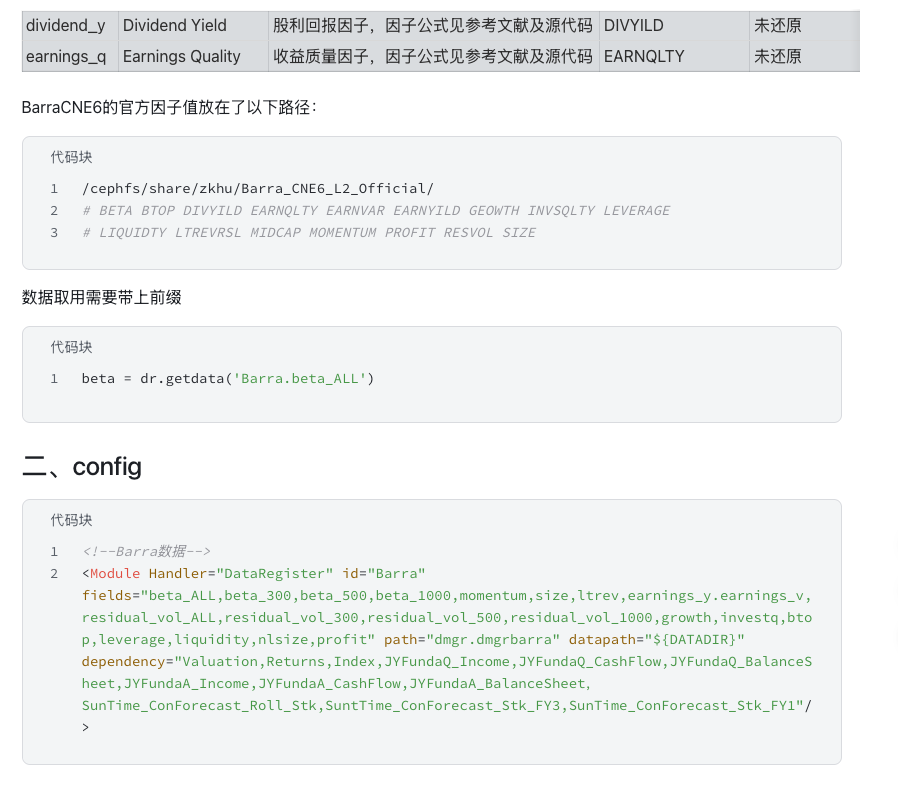 dividend_y Dividend Yield 股利回报因子，因子公式见参考文献及源代码 DIVYILD 未还原
earnings_q Earnings Quality 收益质量因子，因子公式见参考文献及源代码 EARNQLTY 未还原
BarraCNE6的官方因子值放在了以下路径：
代码块
1 /cephfs/share/zkhu/Barra_CNE6_L2_Official/
2 # BETA BTOP DIVYILD EARNQLTY EARNVAR EARNYILD GEOWTH INVSQLTY LEVERAGE
3 # LIQUIDTY LTREVRSL MIDCAP MOMENTUM PROFIT RESVOL SIZE
数据取用需要带上前缀
代码块
1 beta = dr.getdata('Barra.beta_ALL')
二、config
代码块
1 <!--Barra数据-->
2 <Module Handler="DataRegister" id="Barra"
fields="beta_ALL,beta_300,beta_500,beta_1000,momentum,size,ltrev,earnings_y.earnings_v,
residual_vol_ALL,residual_vol_300,residual_vol_500,residual_vol_1000,growth,investq,bto
p,leverage,liquidity,nlsize,profit" path="dmgr.dmgrbarra" datapath="${DATADIR}"
dependency="Valuation,Returns,Index,JYFundaQ_Income,JYFundaQ_CashFlow,JYFundaQ_BalanceS
heet,JYFundaA_Income,JYFundaA_CashFlow,JYFundaA_BalanceSheet,
SunTime_ConForecast_Roll_Stk,SuntTime_ConForecast_Stk_FY3,SunTime_ConForecast_Stk_FY1"/
>